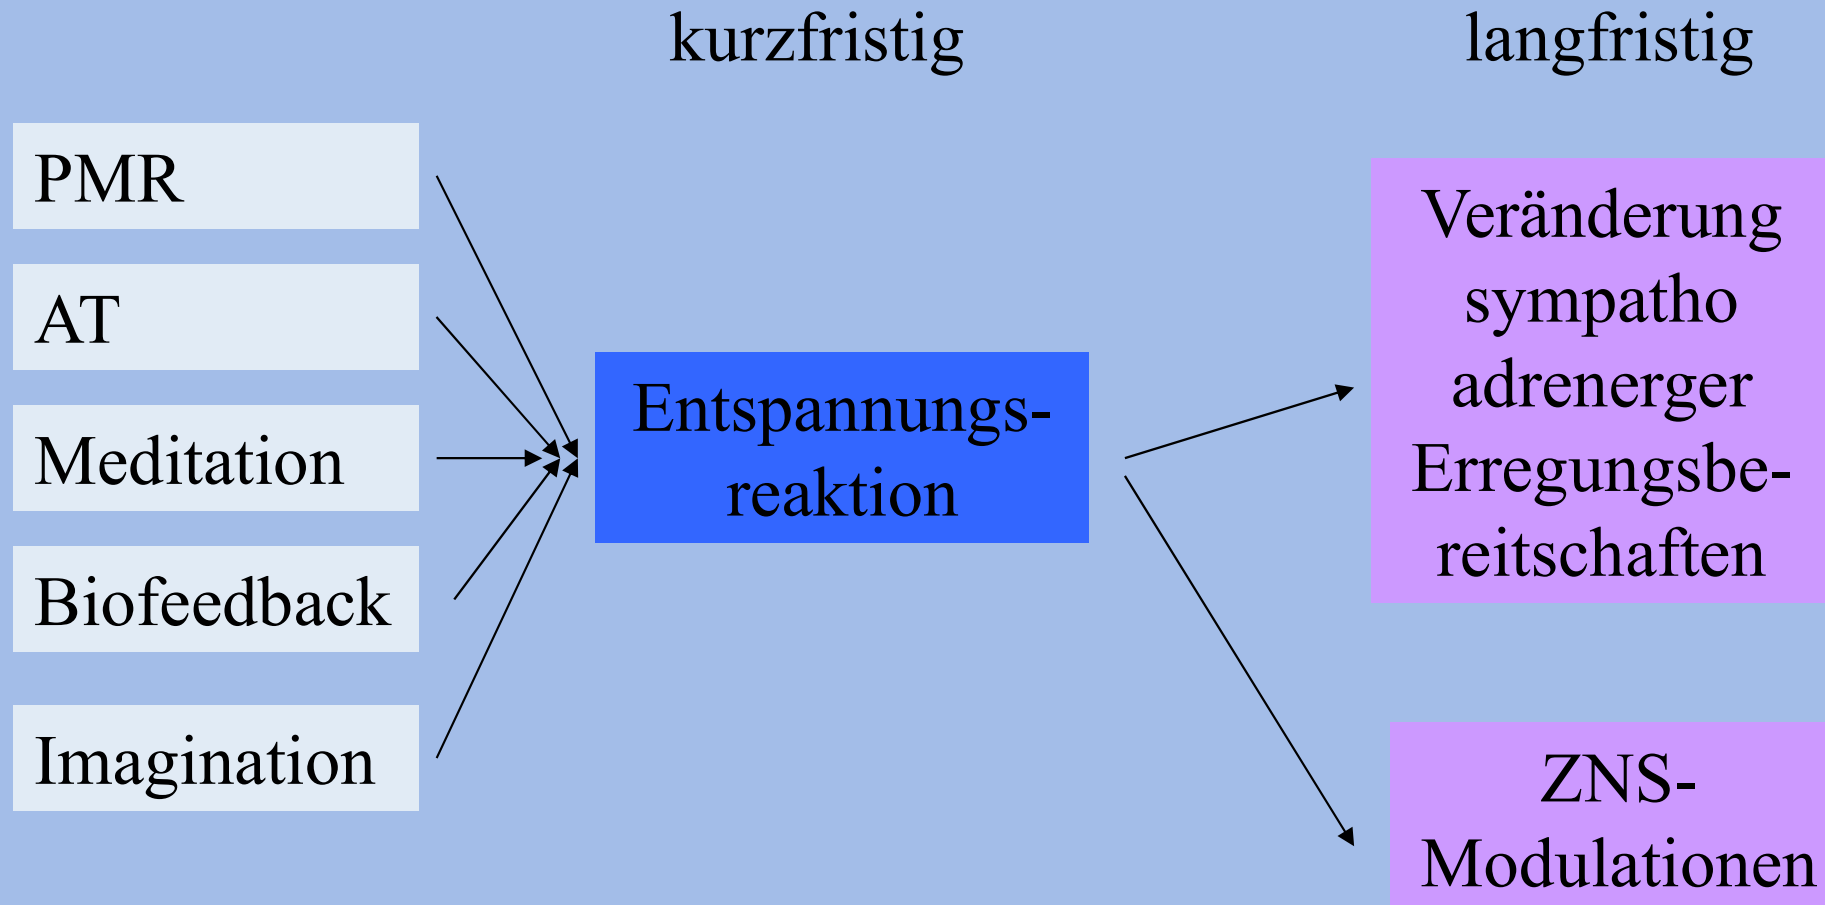 kurzfristig
langfristig
PMR
AT
Meditation
Biofeedback
Imagination
Entspannungs-
reaktion
Veränderung
sympatho
adrenerger
Erregungsbe-
reitschaften
ZNS-
Modulationen